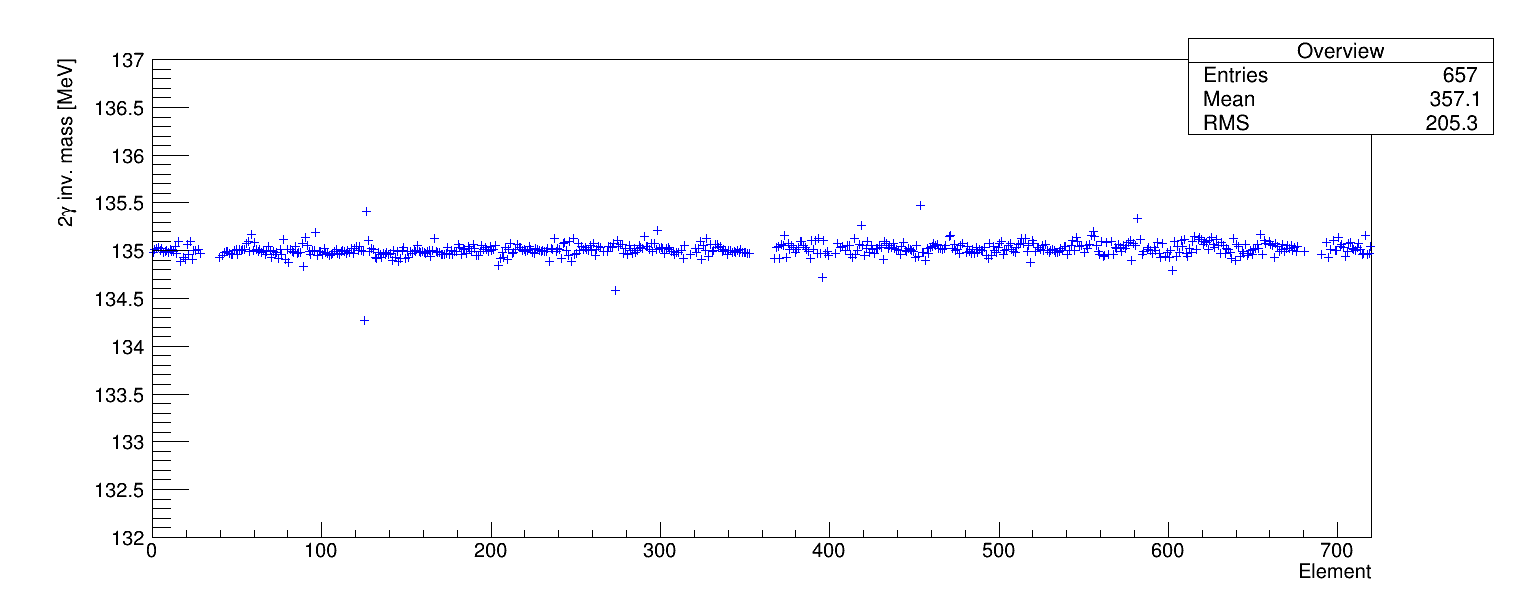 Overview
Entries 657
Mean 357.1
RMS 205.3
2γ inv. mass [MeV]
137
136.5
136
135.5
135
134.5
134
133.5
133
132.5
132
0 100 200 300 400 500 600 700
Element